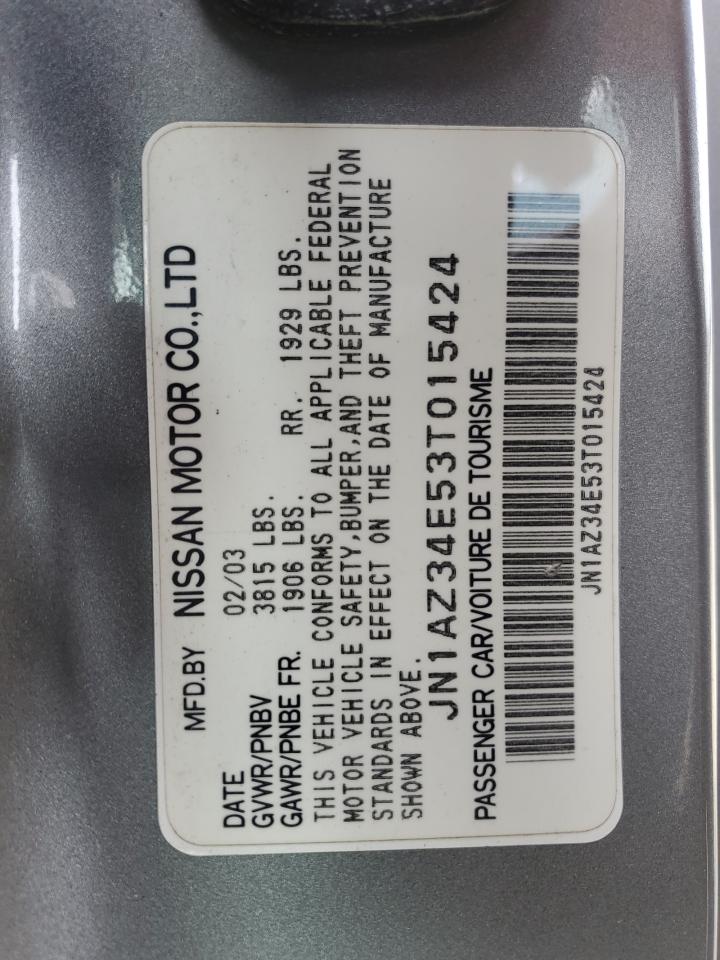 MFD.BY NISSAN MOTOR CO.,LTD
DATE 02/03
GVWR/PNBV 3815 LBS.
GAWR/PNBE FR. 1906 LBS. RR. 1929 LBS.
THIS VEHICLE CONFORMS TO ALL APPLICABLE FEDERAL
MOTOR VEHICLE SAFETY,BUMPER,AND THEFT PREVENTION
STANDARDS IN EFFECT ON THE DATE OF MANUFACTURE
SHOWN ABOVE.
JN1AZ34E53T015424
PASSENGER CAR/VOITURE DE TOURISME
JN1AZ34E53T015424